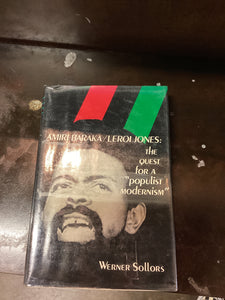 AMIRI BARAKA/LEROI JONES:
the
QUEST
FOR A
"POPULIST
MODERNISM"
WERNER SOLLORS